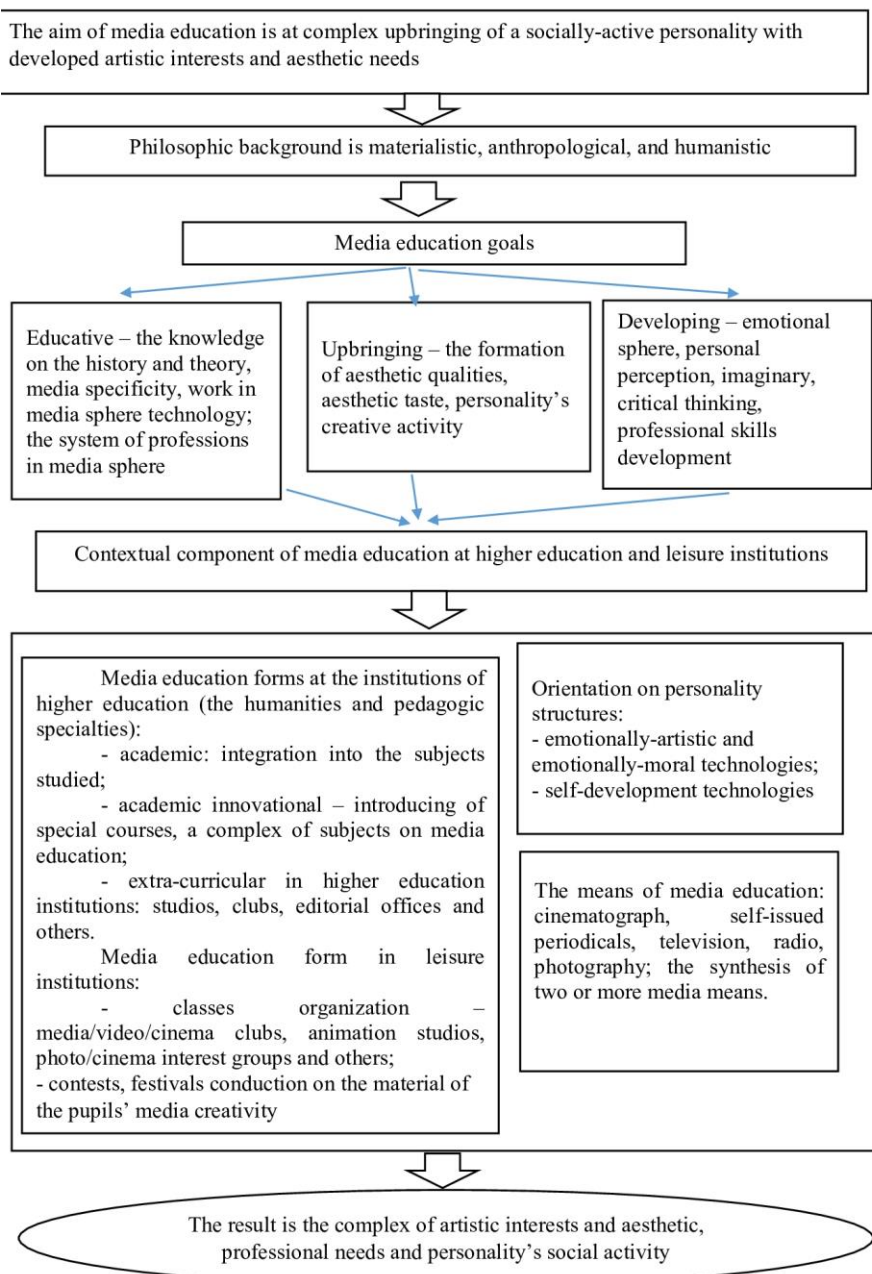 The aim of media education is at complex upbringing of a socially-active personality with
developed artistic interests and aesthetic needs
Philosophic background is materialistic, anthropological, and humanistic
Media education goals
Educative – the knowledge
on the history and theory,
media specificity, work in
media sphere technology;
the system of professions
in media sphere
Upbringing – the formation
of aesthetic qualities,
aesthetic taste, personality’s
creative activity
Developing – emotional
sphere, personal
perception, imaginary,
critical thinking,
professional skills
development
Contextual component of media education at higher education and leisure institutions
Media education forms at the institutions of
higher education (the humanities and pedagogic
specialties):
- academic: integration into the subjects
studied;
- academic innovational – introducing of
special courses, a complex of subjects on media
education;
- extra-curricular in higher education
institutions: studios, clubs, editorial offices and
others.
Media education form in leisure
institutions:
- classes organization –
media/video/cinema clubs, animation studios,
photo/cinema interest groups and others;
- contests, festivals conduction on the material of
the pupils’ media creativity
Orientation on personality
structures:
- emotionally-artistic and
emotionally-moral technologies;
- self-development technologies
The means of media education:
cinematograph, self-issued
periodicals, television, radio,
photography; the synthesis of
two or more media means.
The result is the complex of artistic interests and aesthetic,
professional needs and personality’s social activity